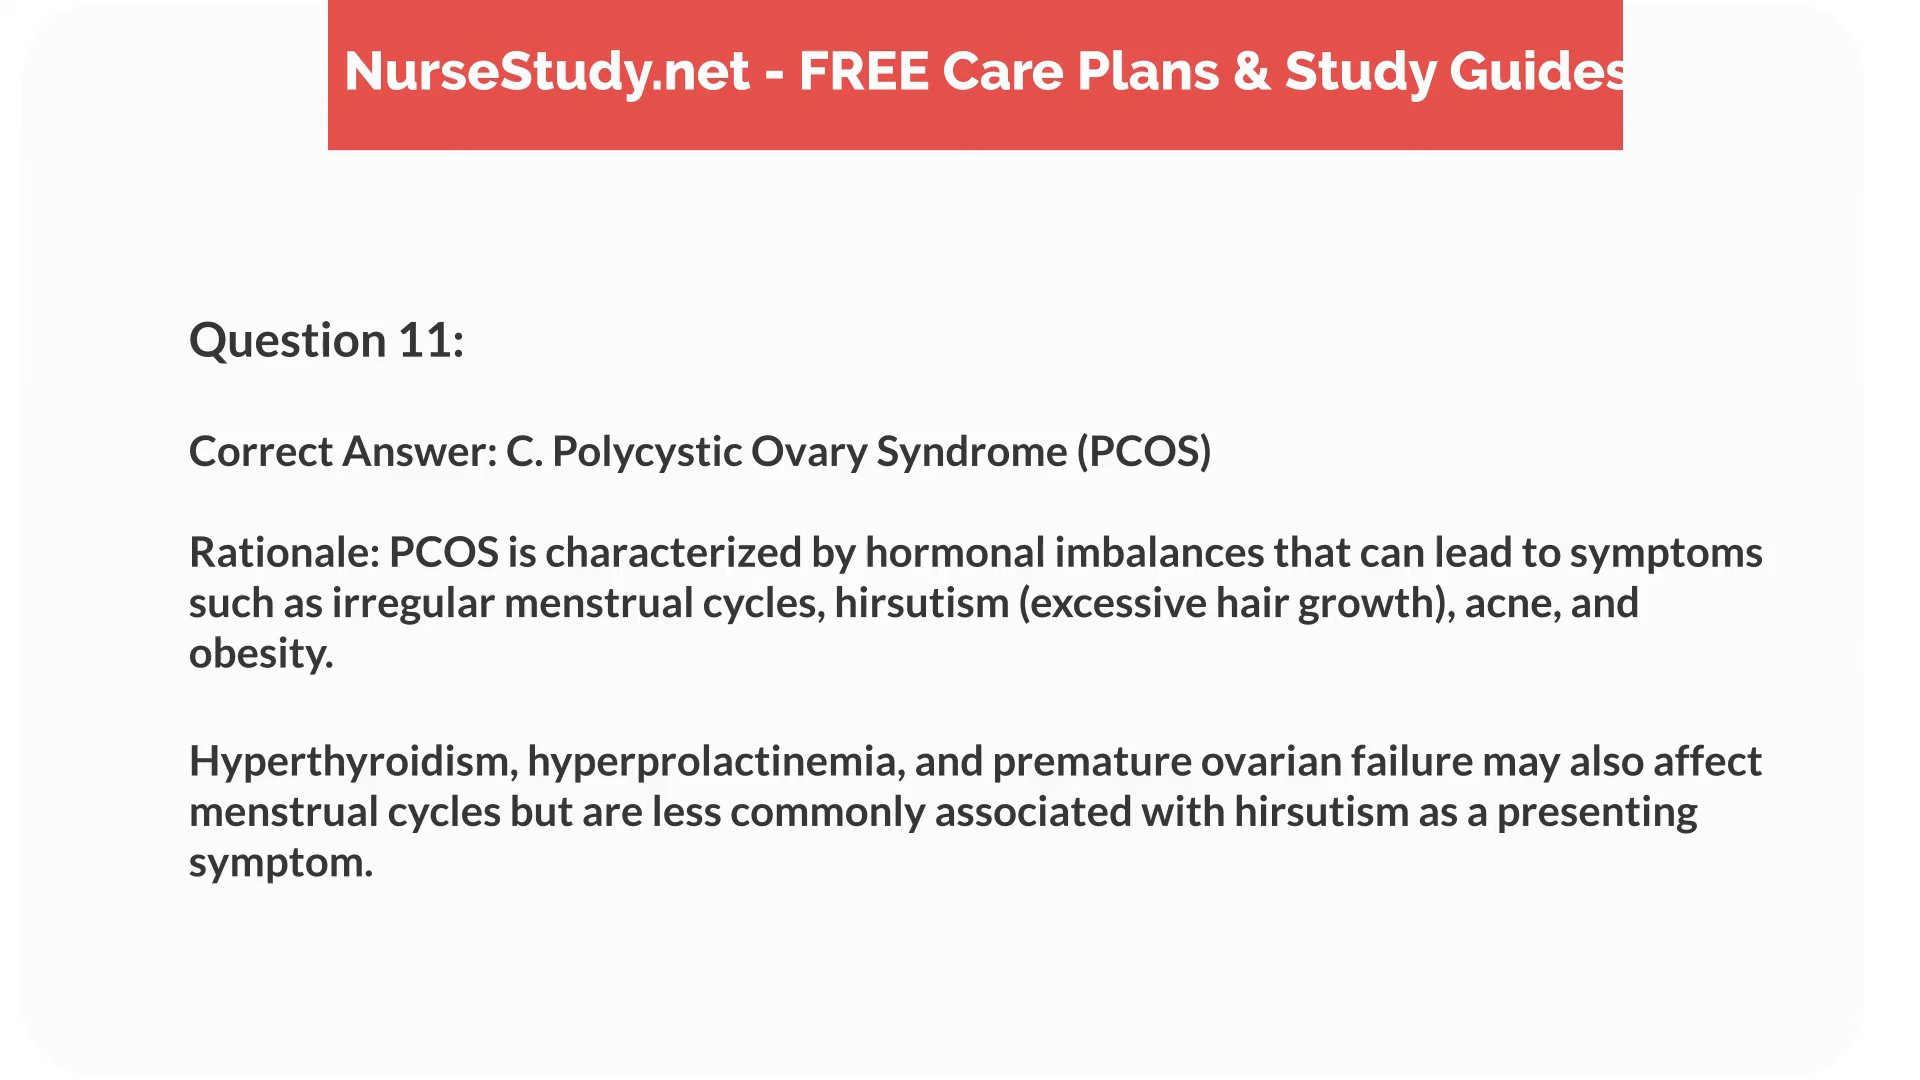 NurseStudy.net - FREE Care Plans & Study Guides
Question 11:
Correct Answer: C. Polycystic Ovary Syndrome (PCOS)
Rationale: PCOS is characterized by hormonal imbalances that can lead to symptoms
such as irregular menstrual cycles, hirsutism (excessive hair growth), acne, and
obesity.
Hyperthyroidism, hyperprolactinemia, and premature ovarian failure may also affect
menstrual cycles but are less commonly associated with hirsutism as a presenting
symptom.